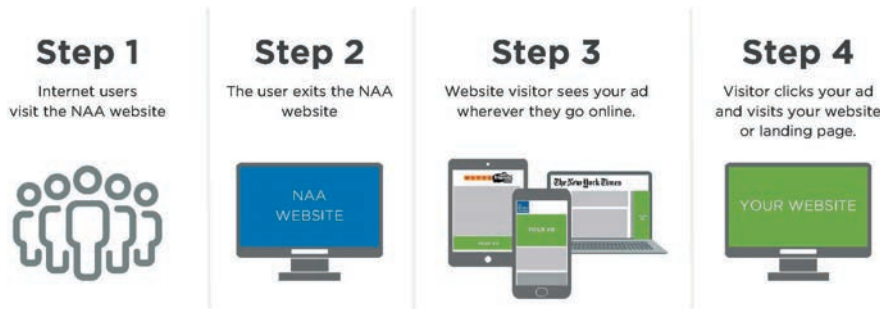 Step 1
Internet users
visit the NAA website
Step 2
The user exits the NAA
website
NAA
WEBSITE
Step 3
Website visitor sees your ad
wherever they go online.
The New York Times
YOUR AD
YOUR AD
Step 4
Visitor clicks your ad
and visits your website
or landing page.
YOUR WEBSITE